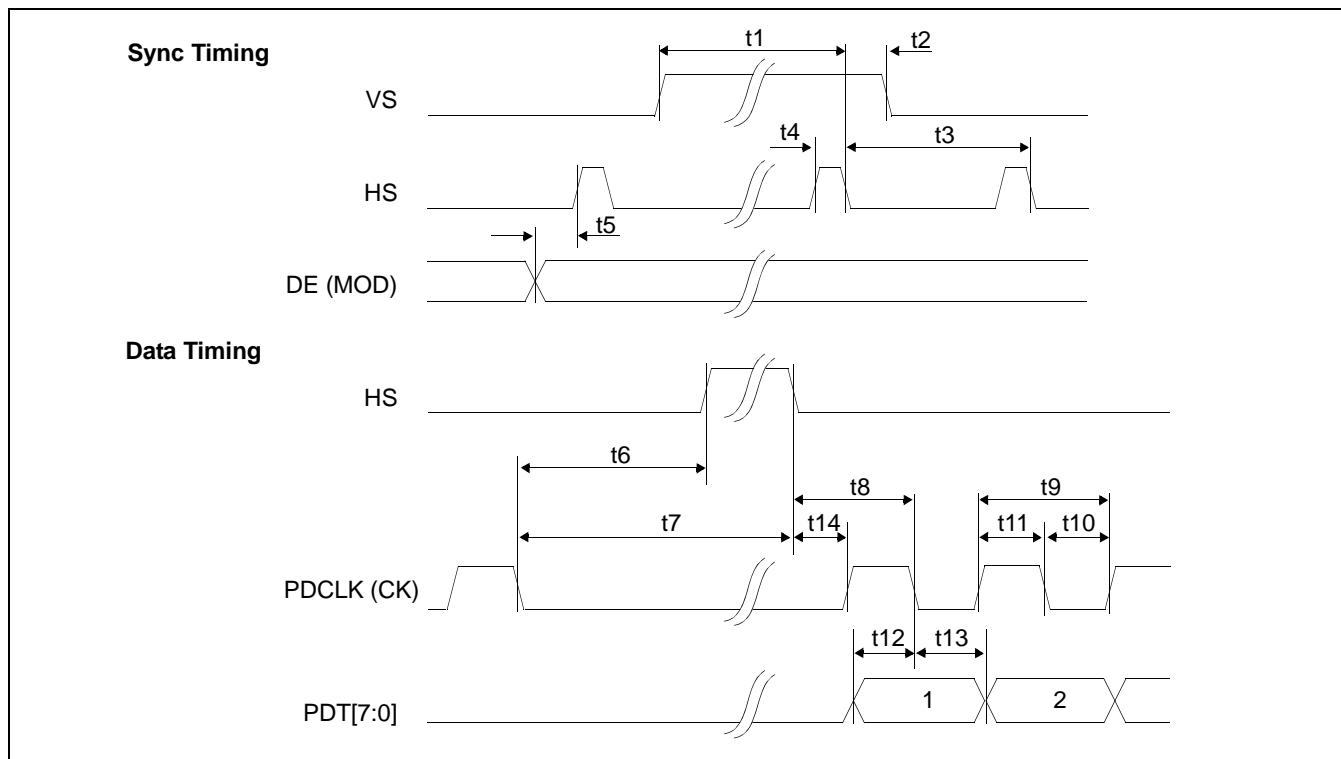 Sync Timing
t1
t2
VS
t4
t3
HS
t5
DE (MOD)
Data Timing
HS
t6
t8
t9
t7
t14
t11
t10
PDCLK (CK)
t12
t13
PDT[7:0]
1
2